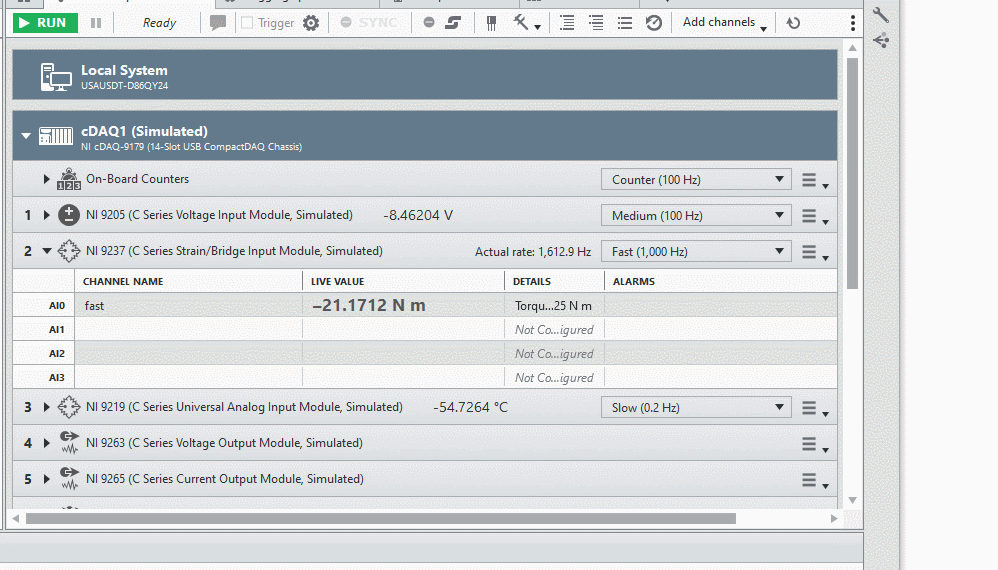 RUN Ready Trigger SYNC Add channels
Local System
USAUSDT-D86QY24
cDAQ1 (Simulated)
NI cDAQ-9179 (14-Slot USB CompactDAQ Chassis)
On-Board Counters Counter (100 Hz)
1 NI 9205 (C Series Voltage Input Module, Simulated) -8.46204 V Medium (100 Hz)
2 NI 9237 (C Series Strain/Bridge Input Module, Simulated) Actual rate: 1,612.9 Hz Fast (1,000 Hz)
CHANNEL NAME LIVE VALUE DETAILS ALARMS
AI0 fast –21.1712 N m Torqu...25 N m
AI1 Not Co...igured
AI2 Not Co...igured
AI3 Not Co...igured
3 NI 9219 (C Series Universal Analog Input Module, Simulated) -54.7264 °C Slow (0.2 Hz)
4 NI 9263 (C Series Voltage Output Module, Simulated)
5 NI 9265 (C Series Current Output Module, Simulated)